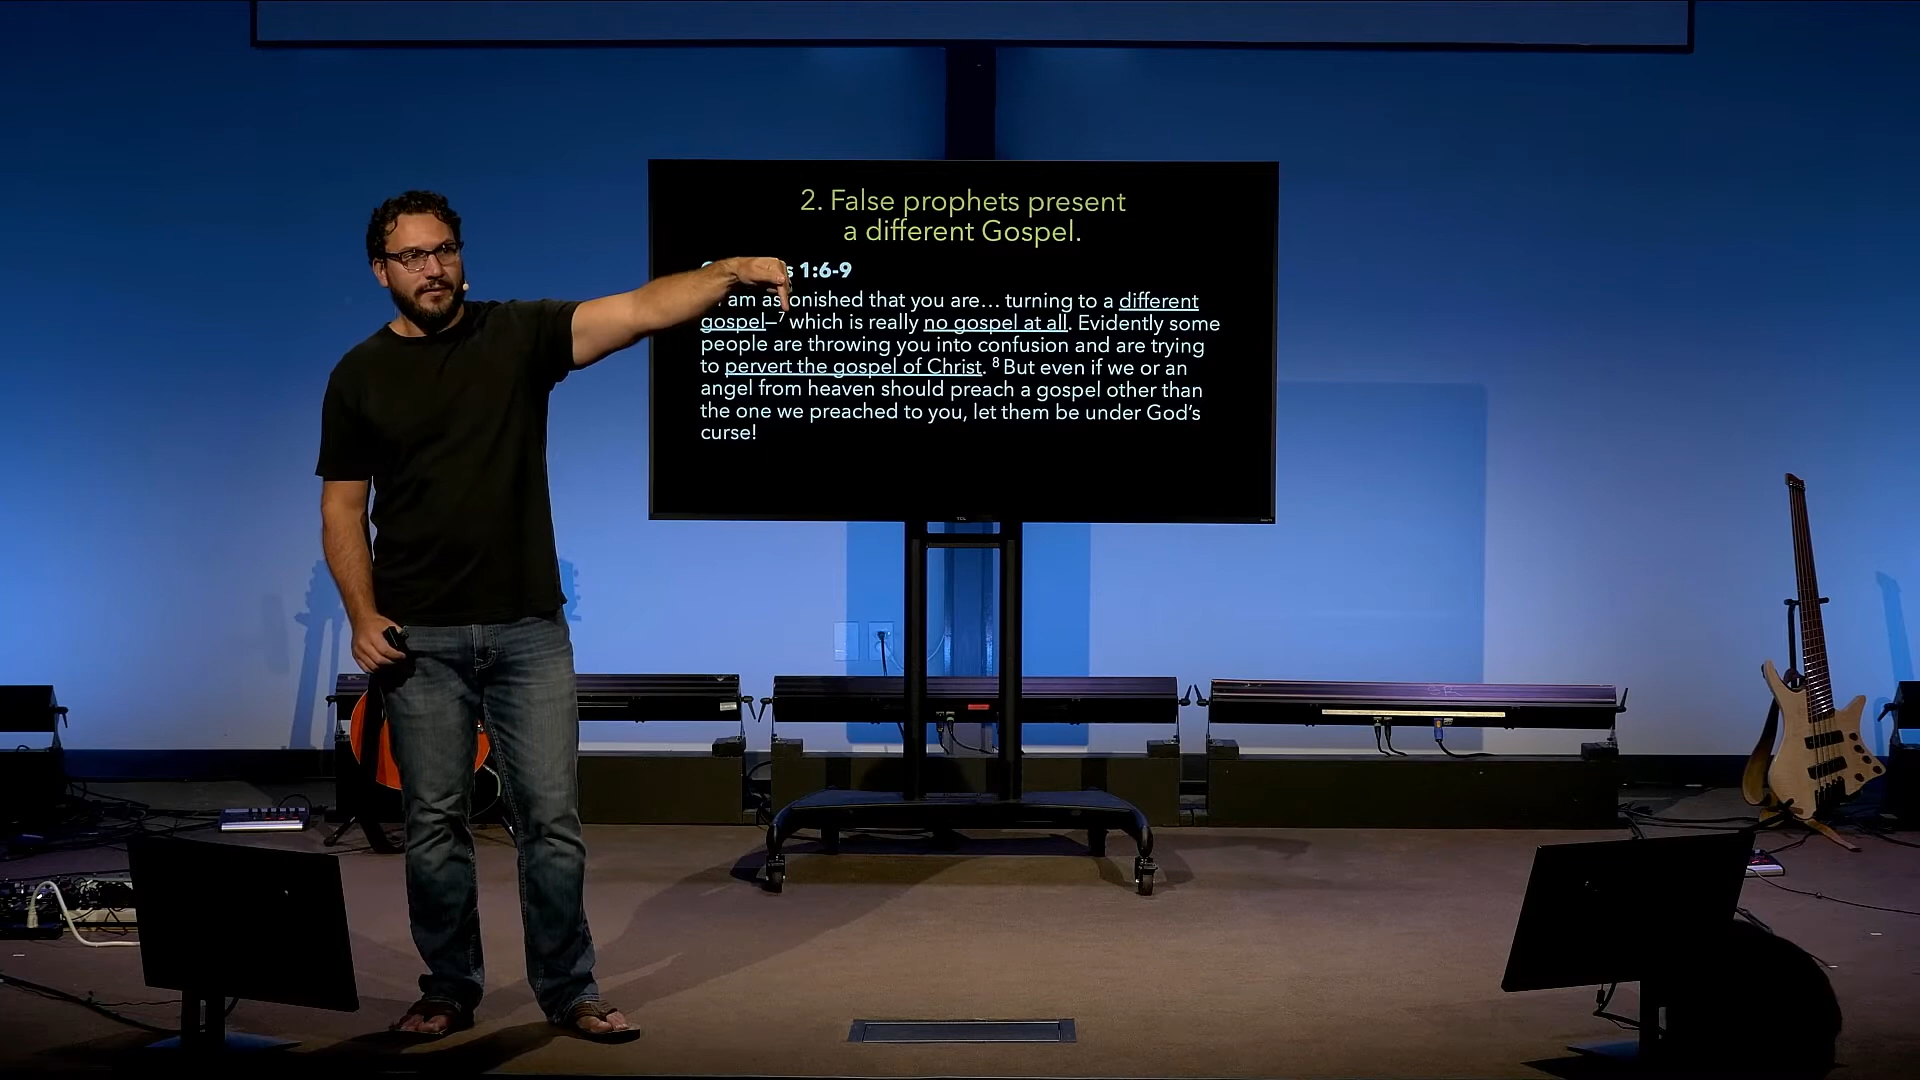 2. False prophets present
a different Gospel.
s 1:6-9
am as onished that you are... turning to a different
gospel–⁷ which is really no gospel at all. Evidently some
people are throwing you into confusion and are trying
to pervert the gospel of Christ. ⁸ But even if we or an
angel from heaven should preach a gospel other than
the one we preached to you, let them be under God's
curse!
TCL